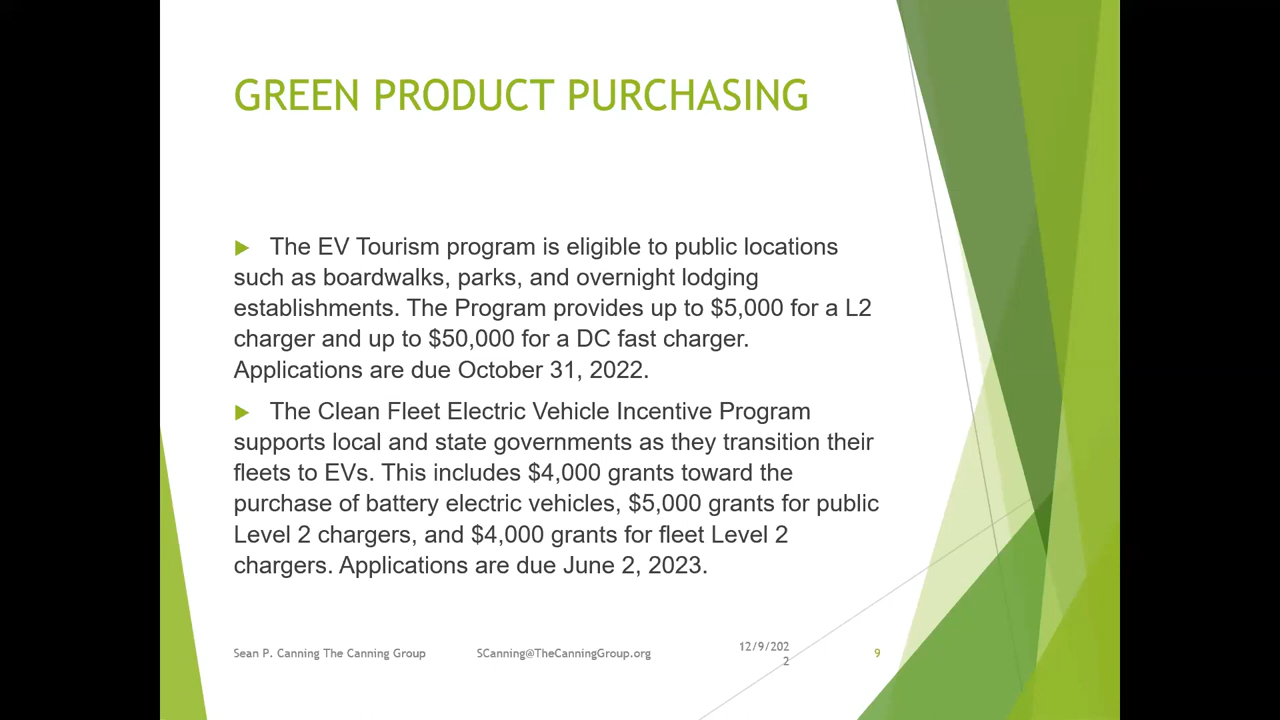 GREEN PRODUCT PURCHASING
The EV Tourism program is eligible to public locations
such as boardwalks, parks, and overnight lodging
establishments. The Program provides up to $5,000 for a L2
charger and up to $50,000 for a DC fast charger.
Applications are due October 31, 2022.
The Clean Fleet Electric Vehicle Incentive Program
supports local and state governments as they transition their
fleets to EVs. This includes $4,000 grants toward the
purchase of battery electric vehicles, $5,000 grants for public
Level 2 chargers, and $4,000 grants for fleet Level 2
chargers. Applications are due June 2, 2023.
Sean P. Canning The Canning Group SCanning@TheCanningGroup.org 12/9/202 9
2